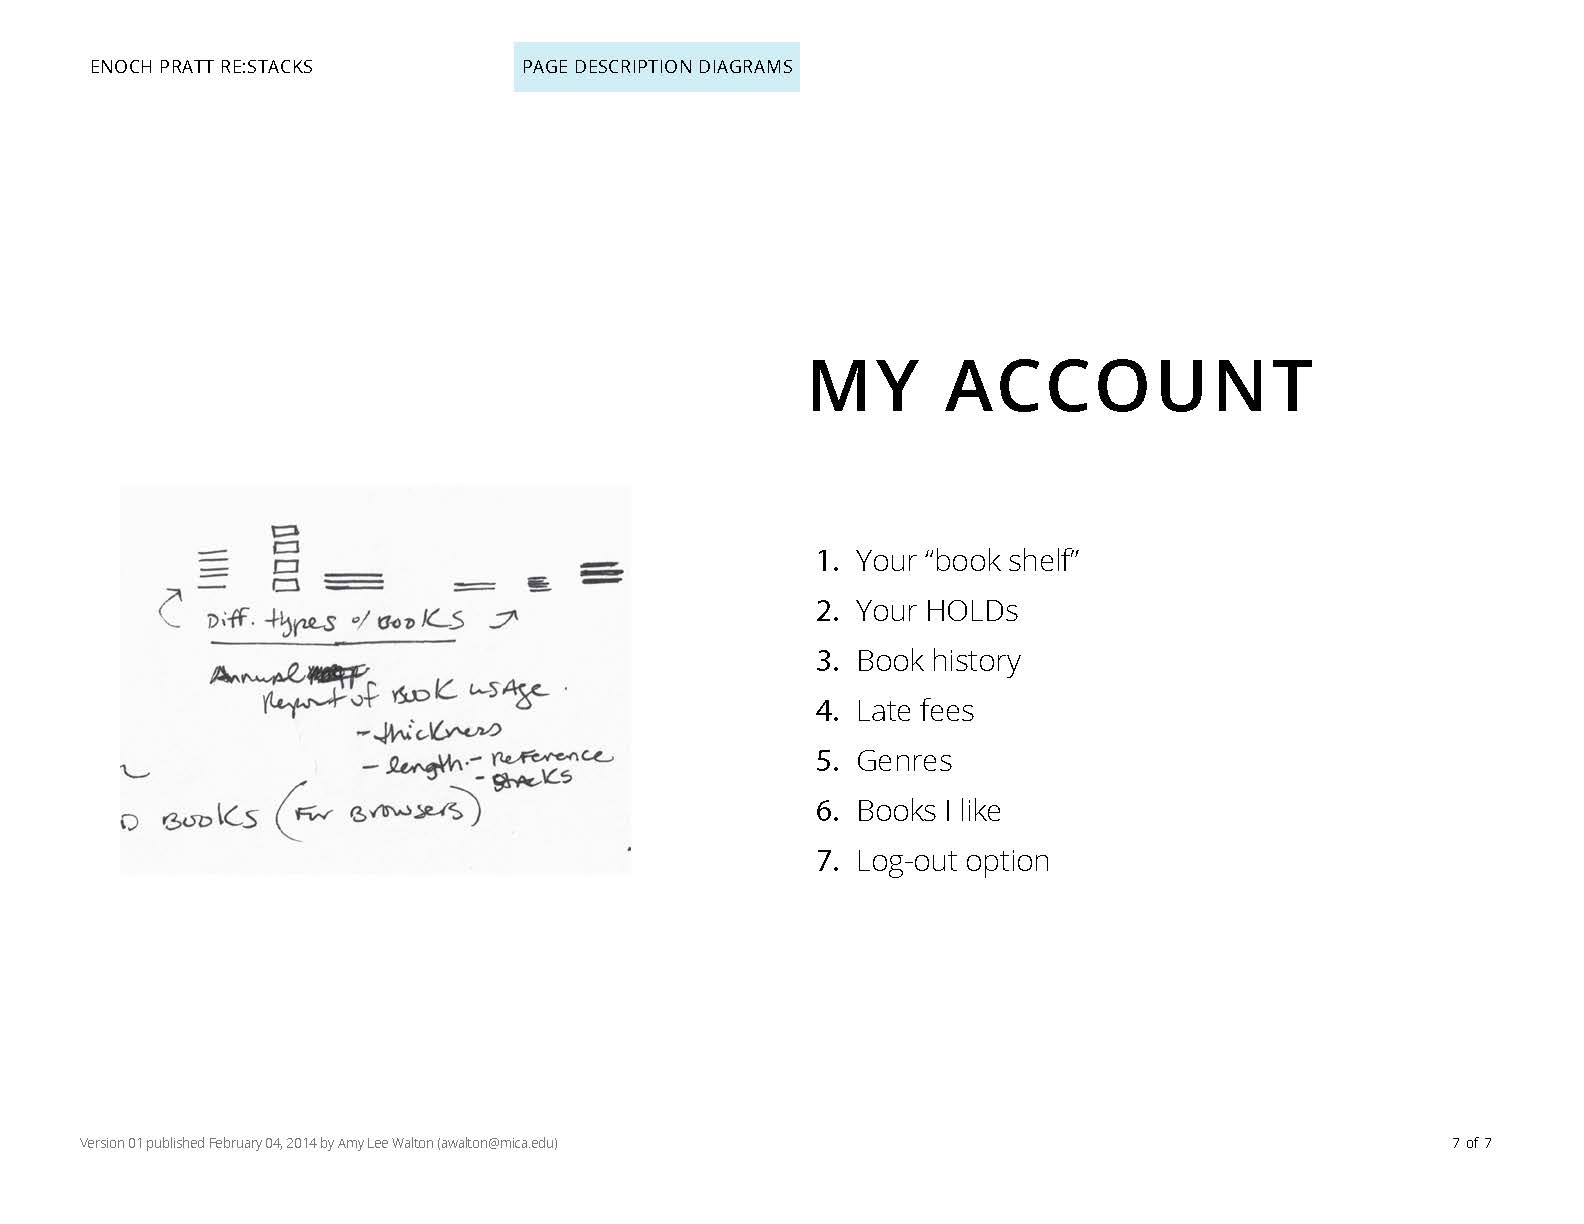 ENOCH PRATT RE:STACKS
PAGE DESCRIPTION DIAGRAMS
MY ACCOUNT
Diff. types of BOOKS
Annual
Report of Book usage.
- thickness
- length - Reference
- stacks
BOOKS (For Browsers)
1. Your “book shelf”
2. Your HOLDs
3. Book history
4. Late fees
5. Genres
6. Books I like
7. Log-out option
Version 01 published February 04, 2014 by Amy Lee Walton (awalton@mica.edu)
7 of 7